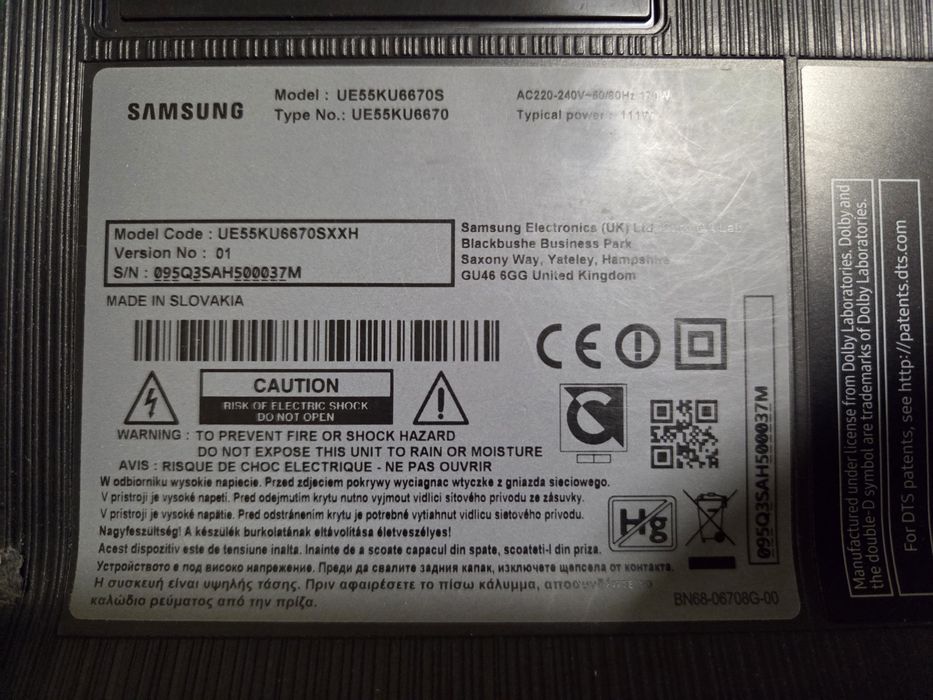 SAMSUNG
Model : UE55KU6670S
Type No.: UE55KU6670
AC220-240V~50/60Hz
Typical power : 111W
Model Code : UE55KU6670SXXH
Version No : 01
S/N : 095Q3SAH500037M
Samsung Electronics (UK) Ltd
Blackbushe Business Park
Saxony Way, Yateley, Hampshire
GU46 6GG United Kingdom
MADE IN SLOVAKIA
CE
CAUTION
RISK OF ELECTRIC SHOCK
DO NOT OPEN
WARNING : TO PREVENT FIRE OR SHOCK HAZARD
DO NOT EXPOSE THIS UNIT TO RAIN OR MOISTURE
AVIS : RISQUE DE CHOC ELECTRIQUE - NE PAS OUVRIR
W odborniku wysokie napiecie. Przed zdjeciem pokrywy wyciagnac wtyczke z gniazda sieciowego.
V pristroji je vysoké napeti. Pred odejmutim krytu nutno vyjmout vidlici sitového privodu ze zásuvky.
V pristroji je vysoké napätie. Pred odstránením krytu je potrebné vytiahnut vidlicu sietového privodu.
Nagyfeszültség! A készülék burkolatának eltávolítása életveszélyes!
Acest dispozitiv este de tensiune inalta. Inainte de a scoate capacul din spate, scoateti-l din priza.
Устройството е под високо напрежение. Преди да свалите задния капак, изключете щепсела от контакта.
Η συσκευή είναι υψηλής τάσης. Πριν αφαιρέσετε το πίσω κάλυμμα, αποσυνδέστε το
καλώδιο ρεύματος από την πρίζα.
Hg
BN68-06708G-00
095Q3SAH500037M
Manufactured under license from Dolby Laboratories. Dolby and
the double-D symbol are trademarks of Dolby Laboratories.
For DTS patents, see http://patents.dts.com